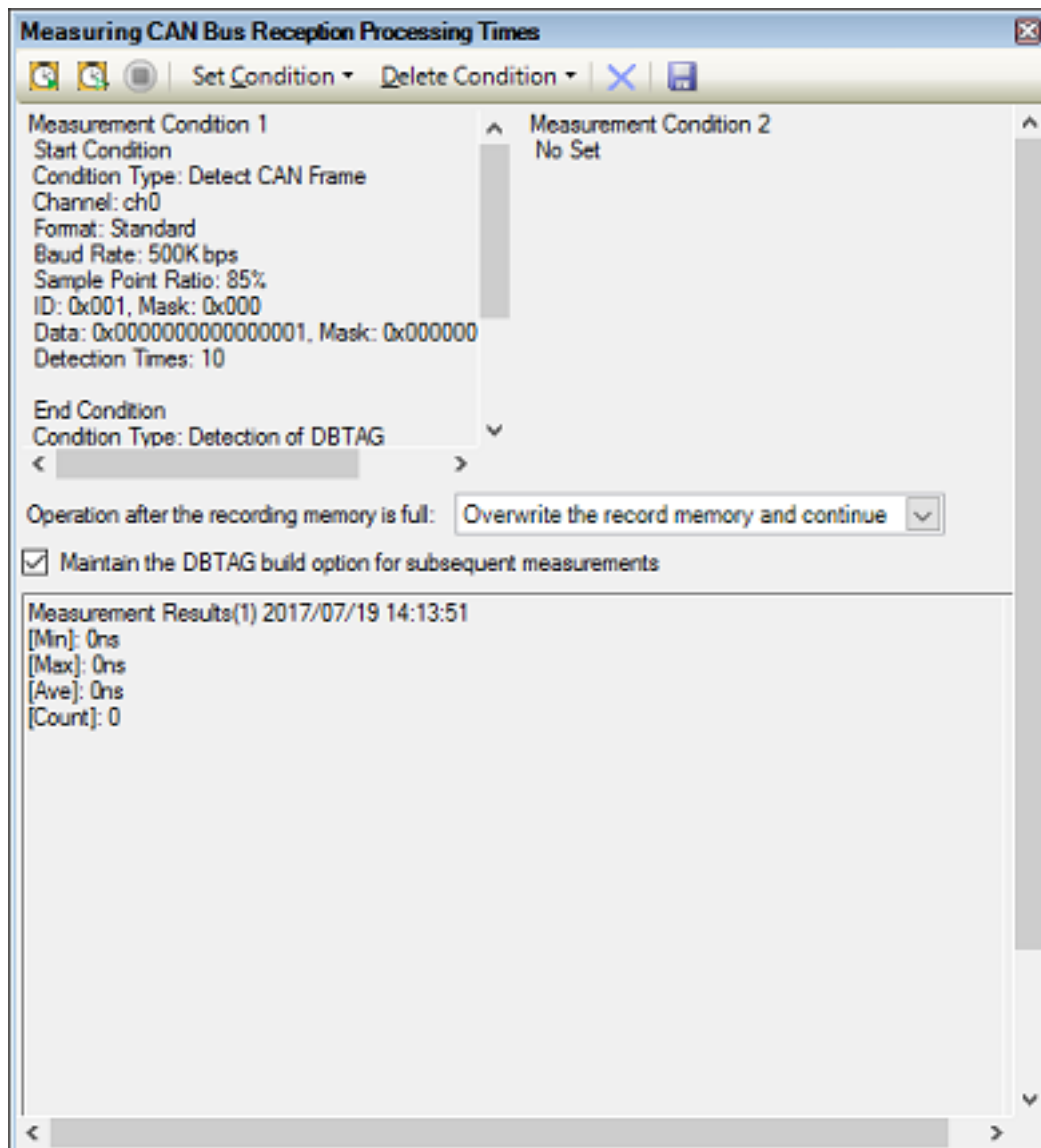 Measuring CAN Bus Reception Processing Times
Set Condition
Delete Condition
Measurement Condition 1
Start Condition
Condition Type: Detect CAN Frame
Channel: ch0
Format: Standard
Baud Rate: 500K bps
Sample Point Ratio: 85%
ID: 0x001, Mask: 0x000
Data: 0x0000000000000001, Mask: 0x000000
Detection Times: 10
End Condition
Condition Type: Detection of DBTAG
Measurement Condition 2
No Set
Operation after the recording memory is full: Overwrite the record memory and continue
Maintain the DBTAG build option for subsequent measurements
Measurement Results(1) 2017/07/19 14:13:51
[Min]: 0ns
[Max]: 0ns
[Ave]: 0ns
[Count]: 0